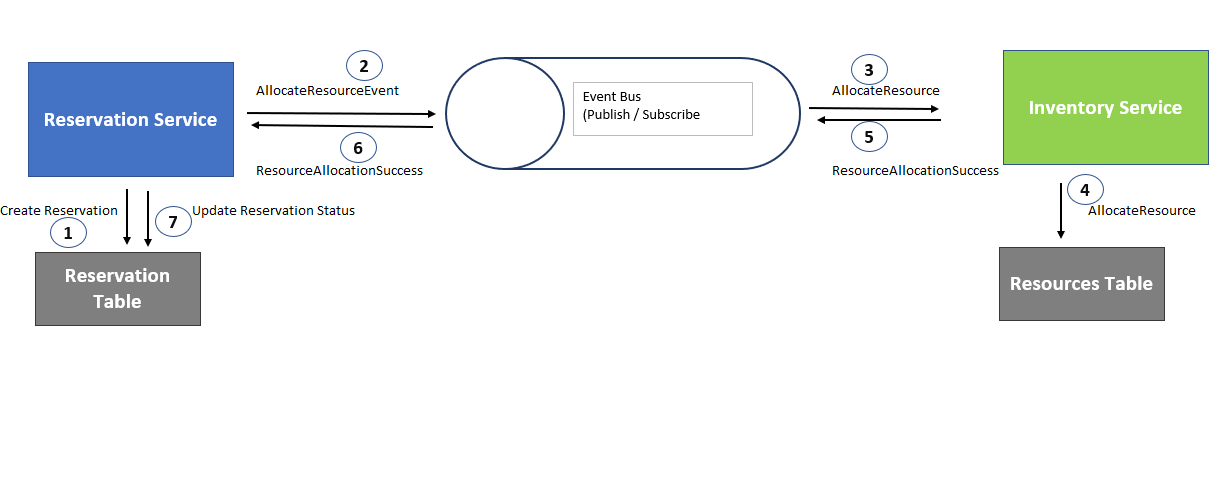 2
3
AllocateResourceEvent
AllocateResource
Event Bus
(Publish / Subscribe
Reservation Service
Inventory Service
6
5
ResourceAllocationSuccess
ResourceAllocationSuccess
4
Create Reservation
7
Update Reservation Status
AllocateResource
1
Reservation
Table
Resources Table